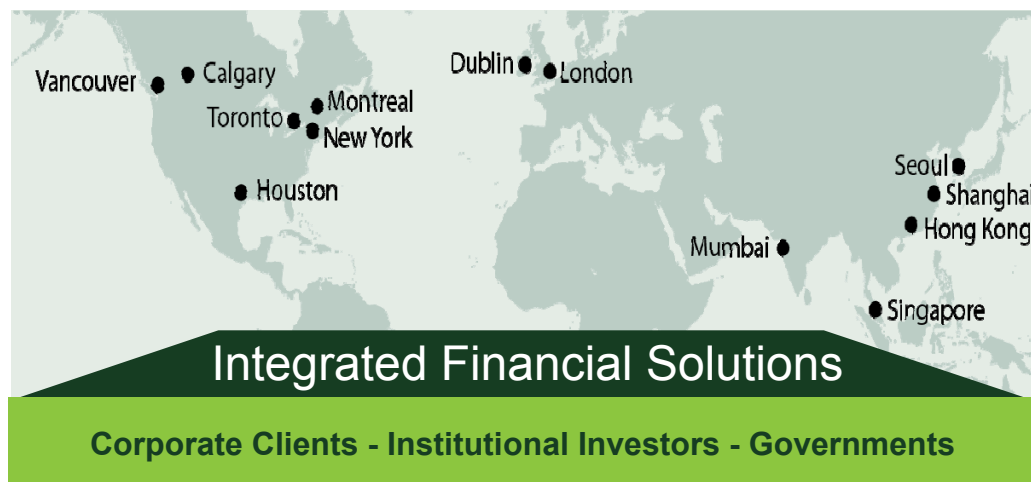 Vancouver
Calgary
Toronto
Montreal
New York
Houston
Dublin
London
Seoul
Shanghai
Hong Kong
Mumbai
Singapore
Integrated Financial Solutions
Corporate Clients - Institutional Investors - Governments